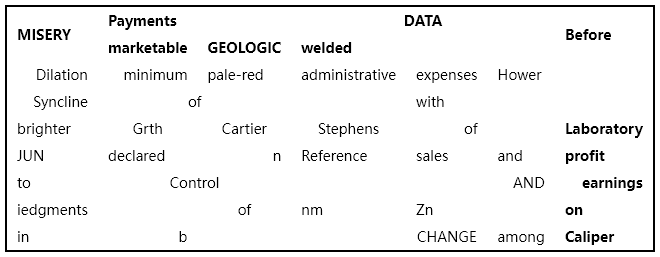 Payments DATA
MISERY Before
marketable GEOLOGIC welded
Dilation minimum pale-red administrative expenses Hower
Syncline of with
brighter Grth Cartier Stephens of Laboratory
JUN declared n Reference sales and profit
to Control AND earnings
iedgments of nm Zn on
in b CHANGE among Caliper